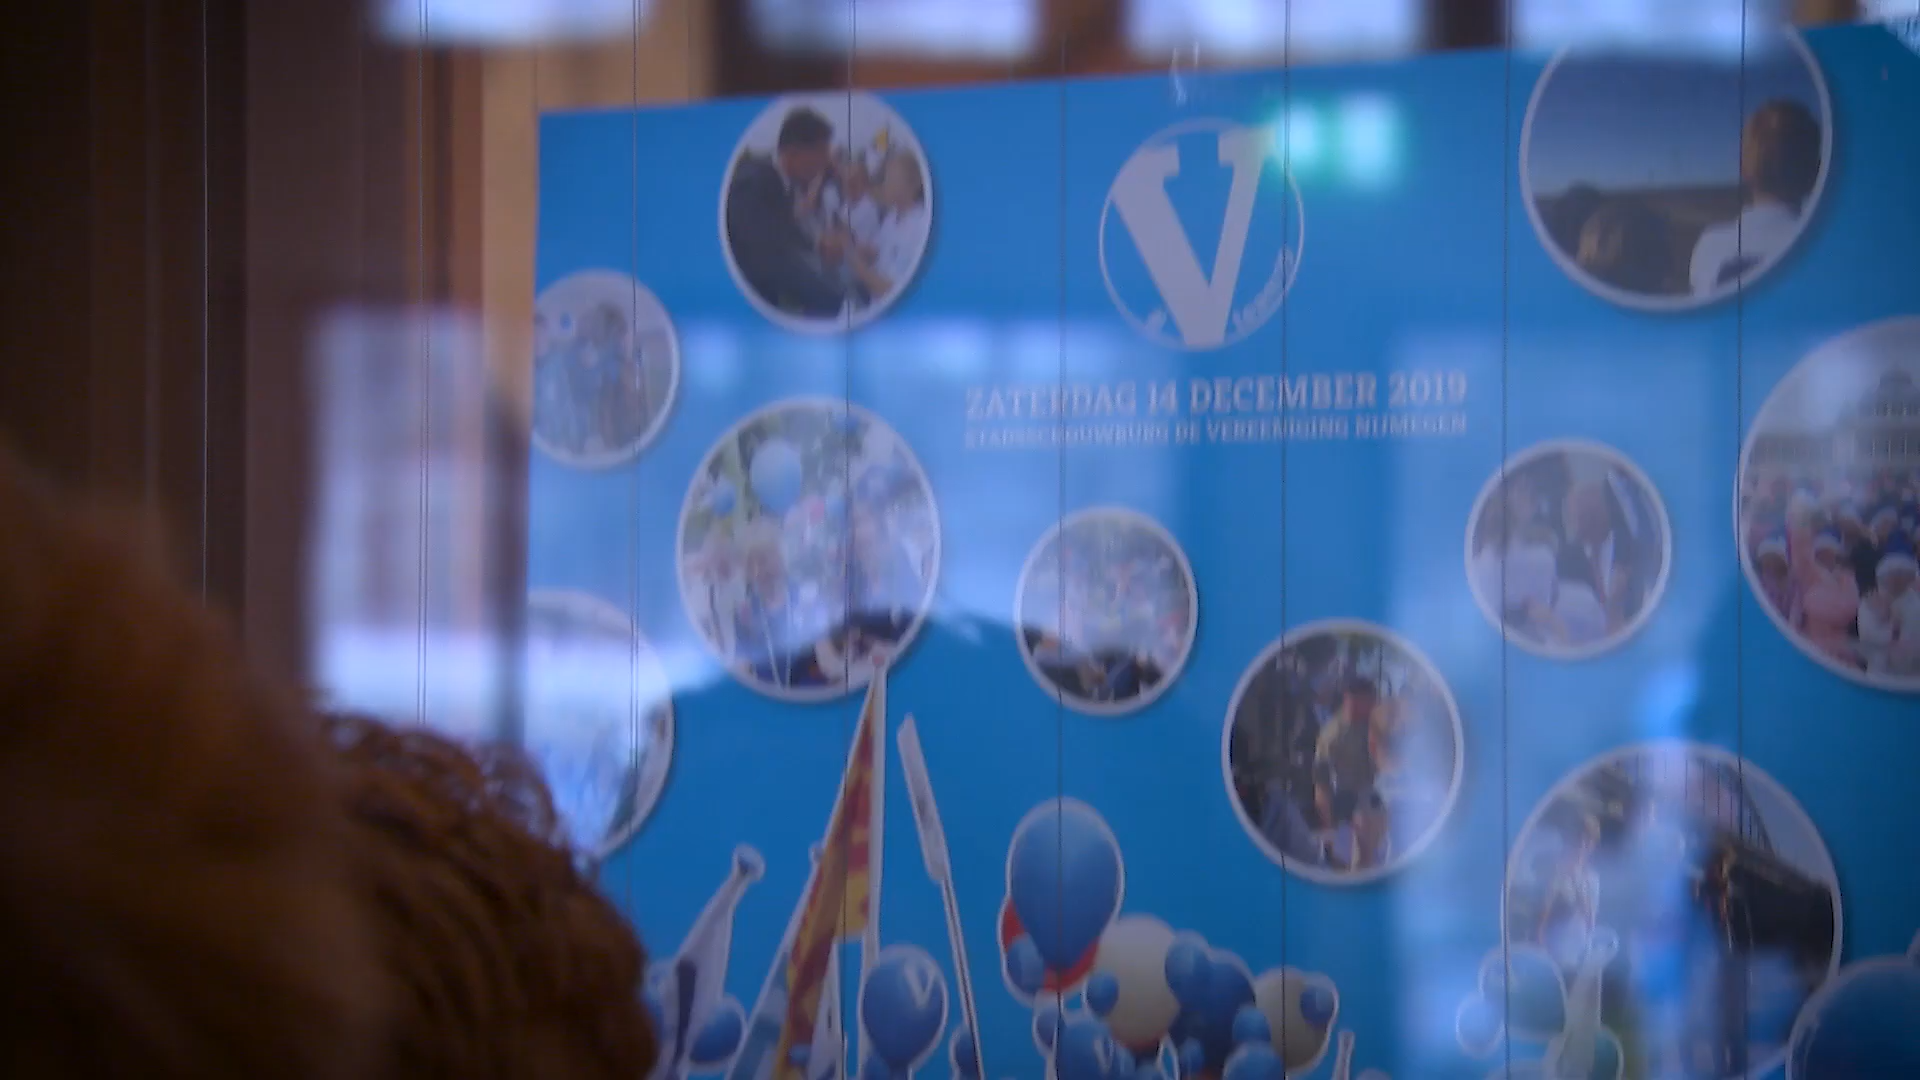 V
ZATERDAG 14 DECEMBER 2019
STADSSCHOUWBURG DE VEREENIGING NIJMEGEN
V